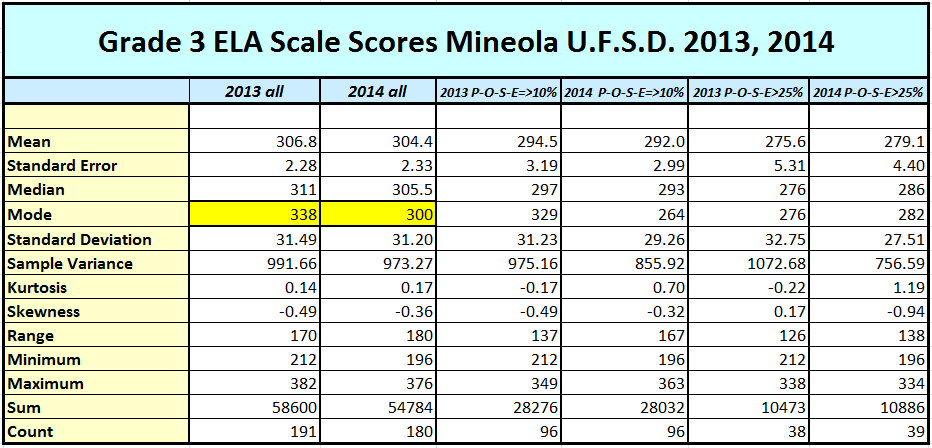 Grade 3 ELA Scale Scores Mineola U.F.S.D. 2013, 2014
2013 all 2014 all 2013 P-O-S-E=>10% 2014 P-O-S-E=>10% 2013 P-O-S-E>25% 2014 P-O-S-E>25%
Mean 306.8 304.4 294.5 292.0 275.6 279.1
Standard Error 2.28 2.33 3.19 2.99 5.31 4.40
Median 311 305.5 297 293 276 286
Mode 338 300 329 264 276 282
Standard Deviation 31.49 31.20 31.23 29.26 32.75 27.51
Sample Variance 991.66 973.27 975.16 855.92 1072.68 756.59
Kurtosis 0.14 0.17 -0.17 0.70 -0.22 1.19
Skewness -0.49 -0.36 -0.49 -0.32 0.17 -0.94
Range 170 180 137 167 126 138
Minimum 212 196 212 196 212 196
Maximum 382 376 349 363 338 334
Sum 58600 54784 28276 28032 10473 10886
Count 191 180 96 96 38 39